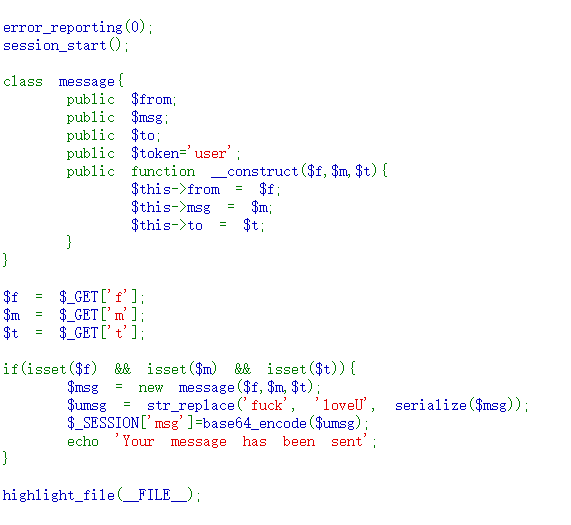 error_reporting(0);
session_start();
class message{
public $from;
public $msg;
public $to;
public $token='user';
public function __construct($f,$m,$t){
$this->from = $f;
$this->msg = $m;
$this->to = $t;
}
}
$f = $_GET['f'];
$m = $_GET['m'];
$t = $_GET['t'];
if(isset($f) && isset($m) && isset($t)){
$msg = new message($f,$m,$t);
$umsg = str_replace('fuck', 'loveU', serialize($msg));
$_SESSION['msg']=base64_encode($umsg);
echo 'Your message has been sent';
}
highlight_file(__FILE__);